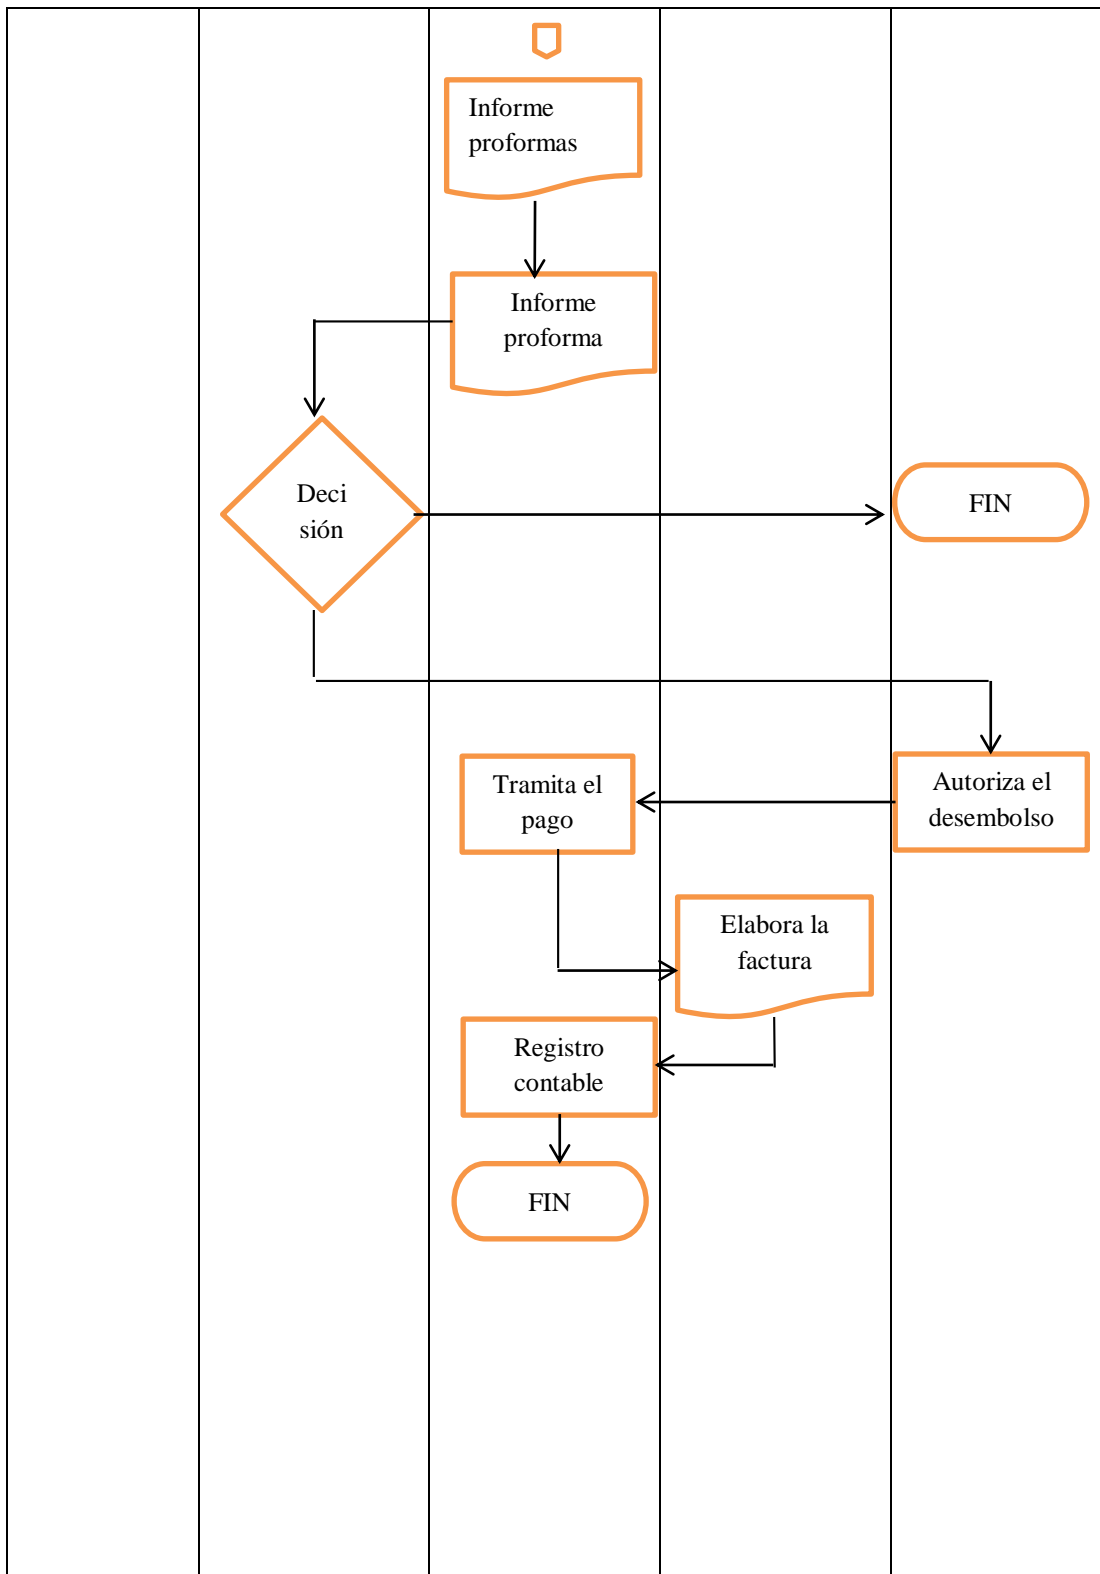 Informe
proformas
Informe
proforma
Deci
sión
FIN
Autoriza el
desembolso
Tramita el
pago
Elabora la
factura
Registro
contable
FIN